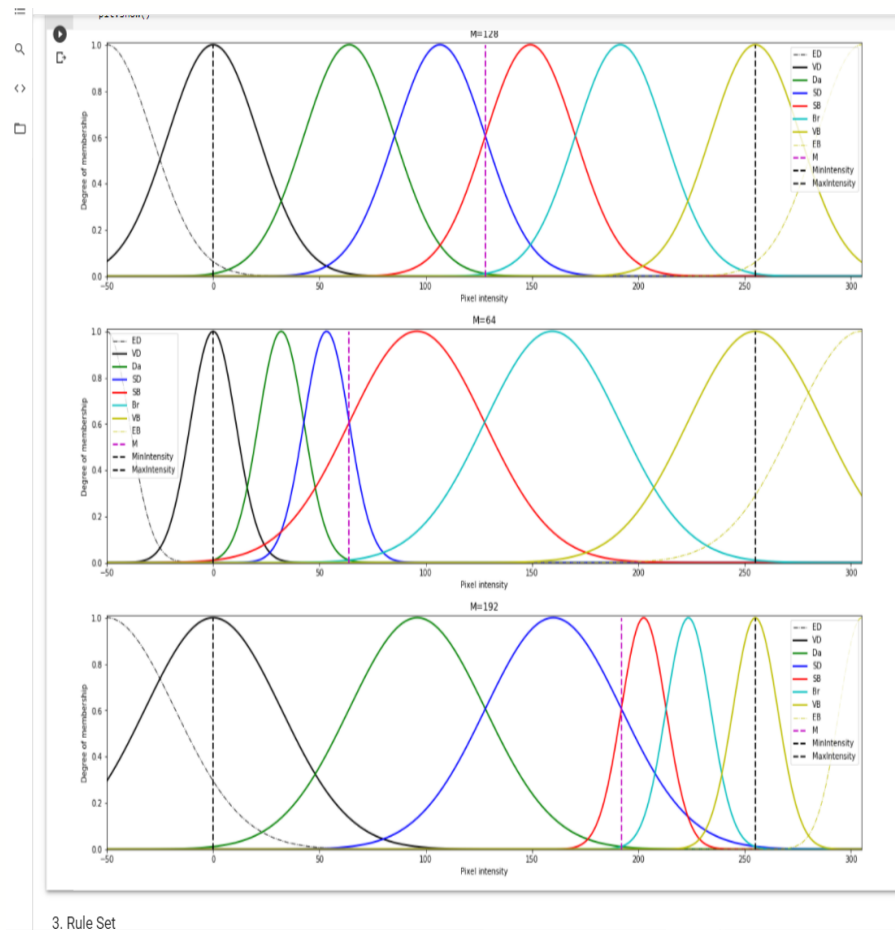 M=128
1.0
0.8
0.6
0.4
0.2
0.0
Degree of membership
-50 0 50 100 150 200 250 300
Pixel intensity
ED
VD
Da
SD
SB
Br
VB
EB
M
MinIntensity
MaxIntensity
M=64
1.0
0.8
0.6
0.4
0.2
0.0
Degree of membership
-50 0 50 100 150 200 250 300
Pixel intensity
ED
VD
Da
SD
SB
Br
VB
EB
M
MinIntensity
MaxIntensity
M=192
1.0
0.8
0.6
0.4
0.2
0.0
Degree of membership
-50 0 50 100 150 200 250 300
Pixel intensity
ED
VD
Da
SD
SB
Br
VB
EB
M
MinIntensity
MaxIntensity
3. Rule Set